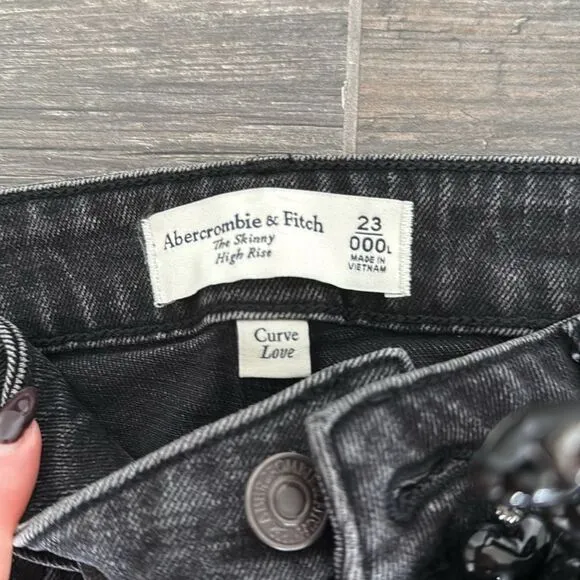 Abercrombie & Fitch
The Skinny
High Rise
23
000L
MADE IN
VIETNAM
Curve
Love